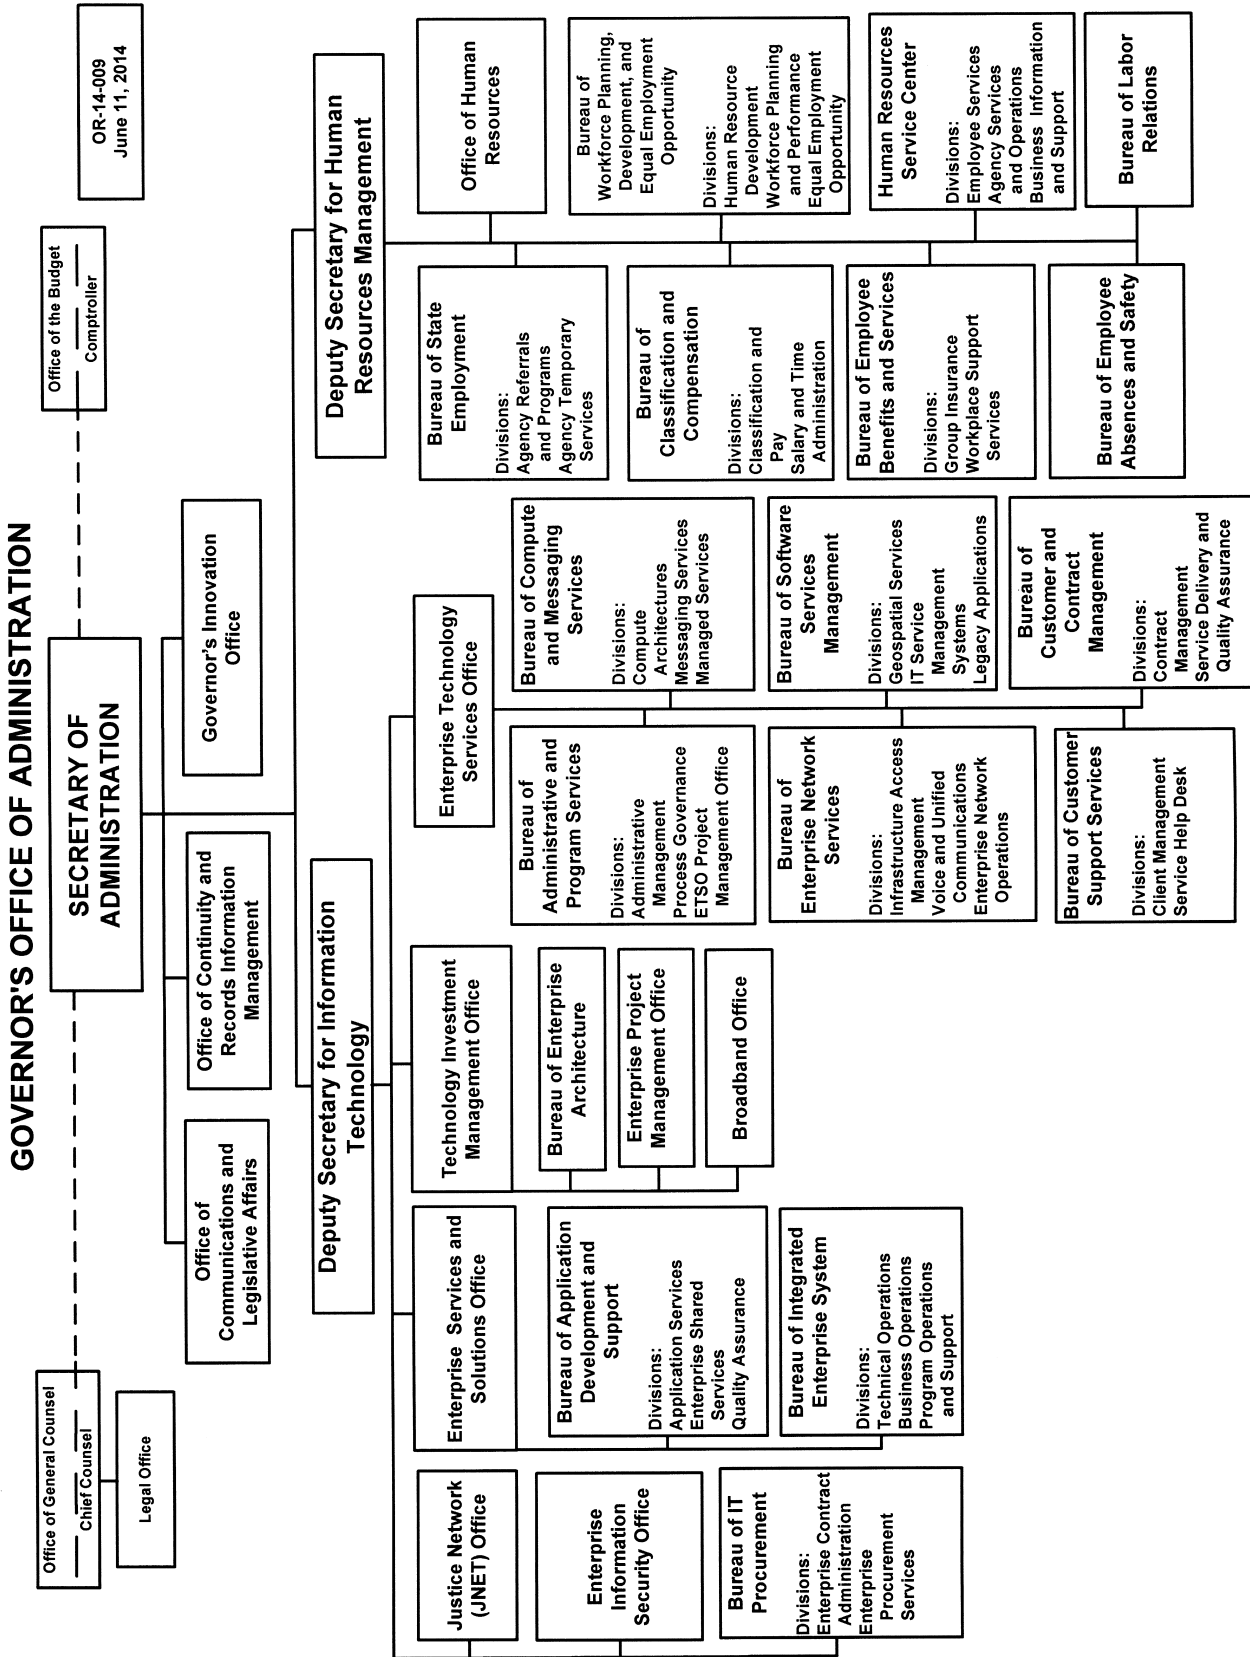 GOVERNOR'S OFFICE OF ADMINISTRATION
OR-14-009
June 11, 2014
Office of General Counsel
Chief Counsel
Legal Office
SECRETARY OF
ADMINISTRATION
Office of the Budget
Comptroller
Office of
Communications and
Legislative Affairs
Office of Continuity and
Records Information
Management
Governor's Innovation
Office
Deputy Secretary for Information
Technology
Deputy Secretary for Human
Resources Management
Justice Network
(JNET) Office
Enterprise
Information
Security Office
Bureau of IT
Procurement
Divisions:
Enterprise Contract
Administration
Enterprise
Procurement
Services
Enterprise Services and
Solutions Office
Bureau of Application
Development and
Support
Divisions:
Application Services
Enterprise Shared
Services
Quality Assurance
Bureau of Integrated
Enterprise System
Divisions:
Technical Operations
Business Operations
Program Operations
and Support
Technology Investment
Management Office
Bureau of Enterprise
Architecture
Enterprise Project
Management Office
Broadband Office
Enterprise Technology
Services Office
Bureau of
Administrative and
Program Services
Divisions:
Administrative
Management
Process Governance
ETSO Project
Management Office
Bureau of Compute
and Messaging
Services
Divisions:
Compute
Architectures
Messaging Services
Managed Services
Bureau of
Enterprise Network
Services
Divisions:
Infrastructure Access
Management
Voice and Unified
Communications
Enterprise Network
Operations
Bureau of Software
Services
Management
Divisions:
Geospatial Services
IT Service
Management
Systems
Legacy Applications
Bureau of Customer
Support Services
Divisions:
Client Management
Service Help Desk
Bureau of
Customer and
Contract
Management
Divisions:
Contract
Management
Service Delivery and
Quality Assurance
Bureau of State
Employment
Divisions:
Agency Referrals
and Programs
Agency Temporary
Services
Office of Human
Resources
Bureau of
Classification and
Compensation
Divisions:
Classification and
Pay
Salary and Time
Administration
Bureau of
Workforce Planning,
Development, and
Equal Employment
Opportunity
Divisions:
Human Resource
Development
Workforce Planning
and Performance
Equal Employment
Opportunity
Bureau of Employee
Benefits and Services
Divisions:
Group Insurance
Workplace Support
Services
Human Resources
Service Center
Divisions:
Employee Services
Agency Services
and Operations
Business Information
and Support
Bureau of Employee
Absences and Safety
Bureau of Labor
Relations